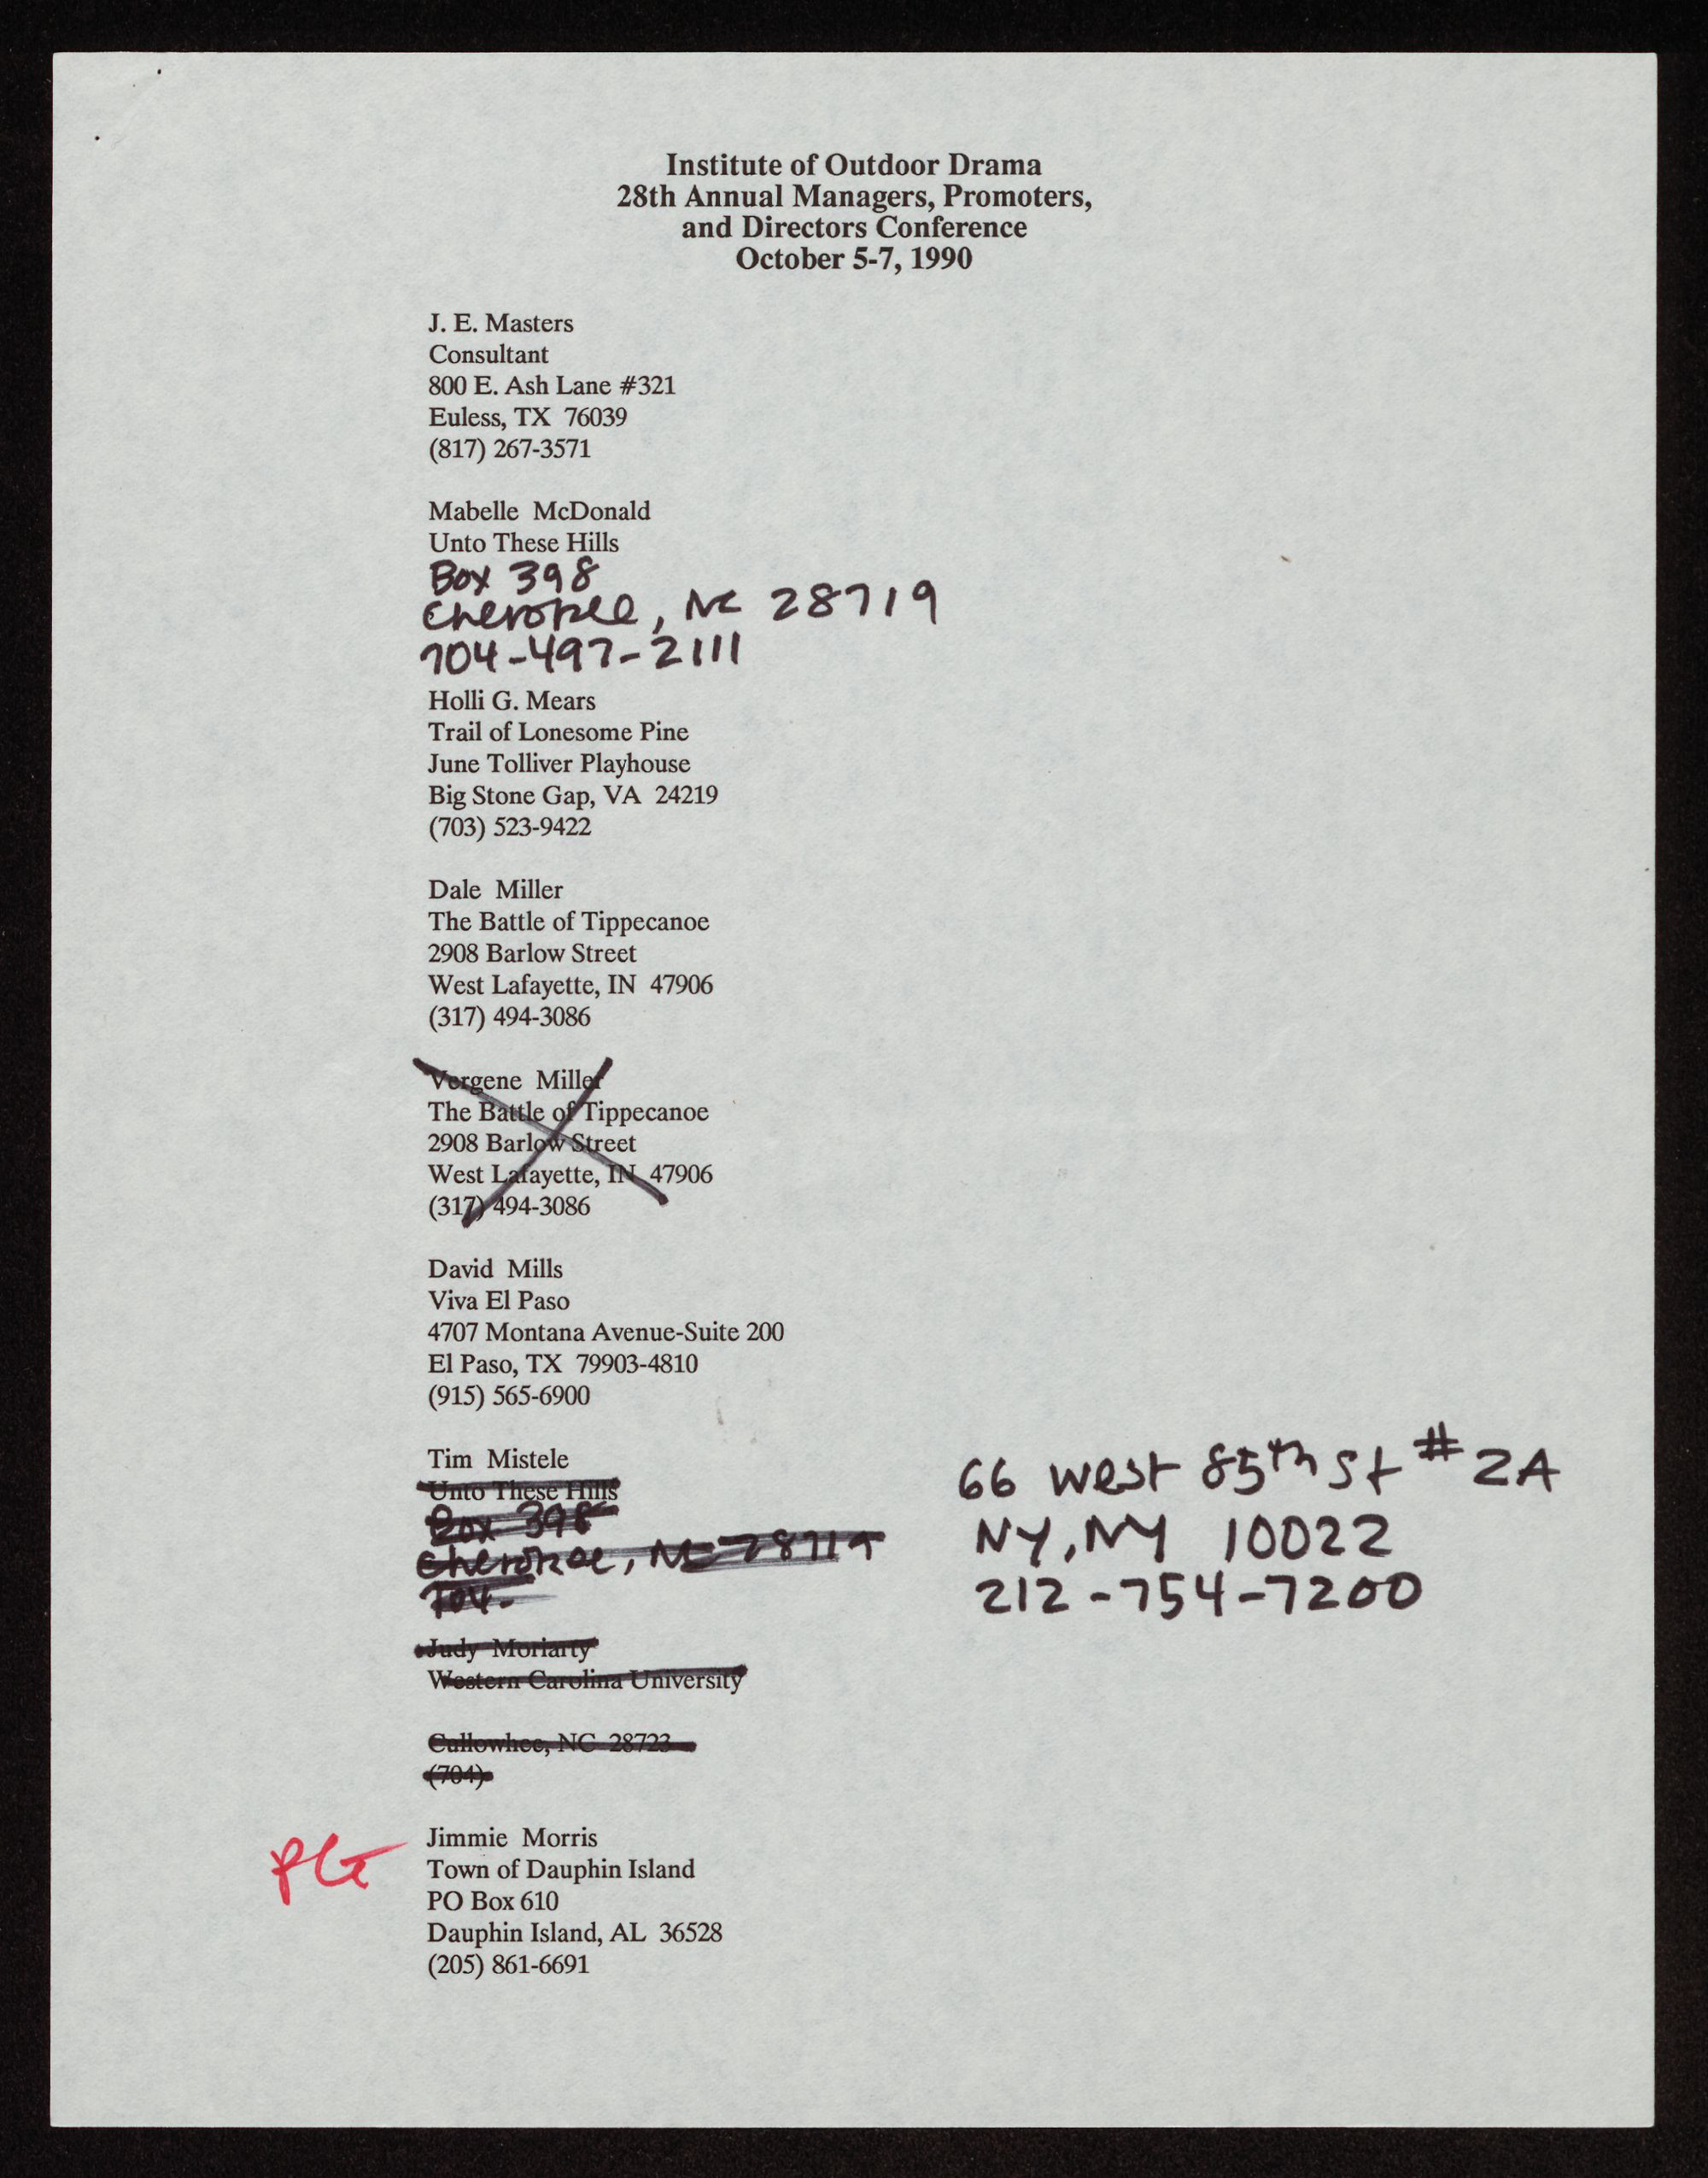 Institute of Outdoor Drama
28th Annual Managers, Promoters,
and Directors Conference
October 5-7, 1990
J. E. Masters
Consultant
800 E. Ash Lane #321
Euless, TX 76039
(817) 267-3571
Mabelle McDonald
Unto These Hills
Box 398
Cherokee, NC 28719
704-497-2111
Holli G. Mears
Trail of Lonesome Pine
June Tolliver Playhouse
Big Stone Gap, VA 24219
(703) 523-9422
Dale Miller
The Battle of Tippecanoe
2908 Barlow Street
West Lafayette, IN 47906
(317) 494-3086
Vergene Miller
The Battle of Tippecanoe
2908 Barlow Street
West Lafayette, IN 47906
(317) 494-3086
David Mills
Viva El Paso
4707 Montana Avenue-Suite 200
El Paso, TX 79903-4810
(915) 565-6900
Tim Mistele
Unto These Hills
Box 398
Cherokee, NC 28719
704-
66 West 85th St #2A
NY, NY 10022
212-754-7200
Judy Moriarty
Western Carolina University
Cullowhee, NC 28723
(704)
Jimmie Morris
Town of Dauphin Island
PO Box 610
Dauphin Island, AL 36528
(205) 861-6691